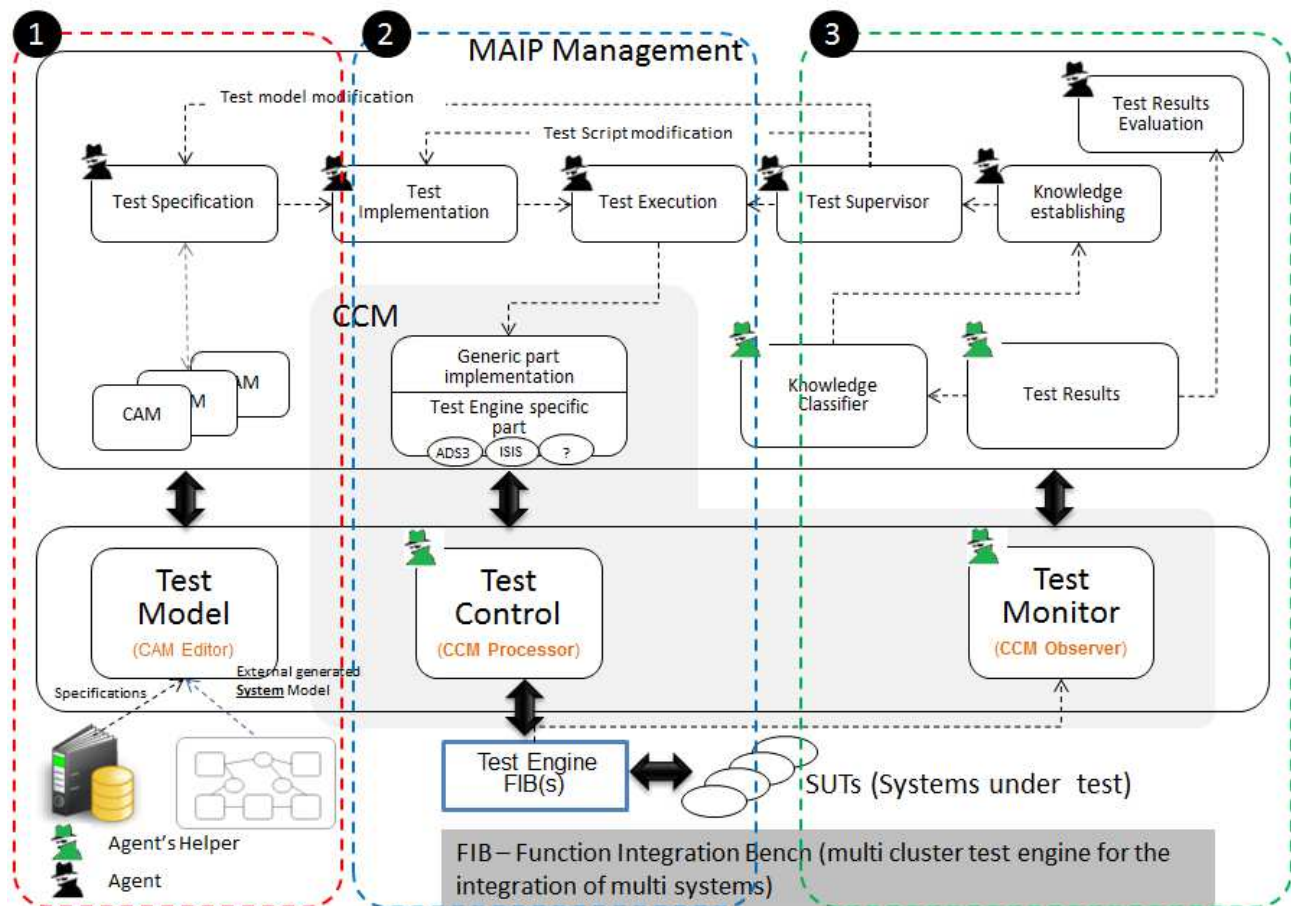 1
2
3
MAIP Management
Test model modification
Test Script modification
Test Results
Evaluation
Test Specification
Test
Implementation
Test Execution
Test Supervisor
Knowledge
establishing
CCM
Generic part
implementation
Test Engine specific
part
ADS3
ISIS
?
Knowledge
Classifier
Test Results
AM
M
CAM
Test
Model
(CAM Editor)
Test
Control
(CCM Processor)
Test
Monitor
(CCM Observer)
Specifications
External generated
System Model
Test Engine
FIB(s)
SUTs (Systems under test)
Agent's Helper
Agent
FIB – Function Integration Bench (multi cluster test engine for the
integration of multi systems)